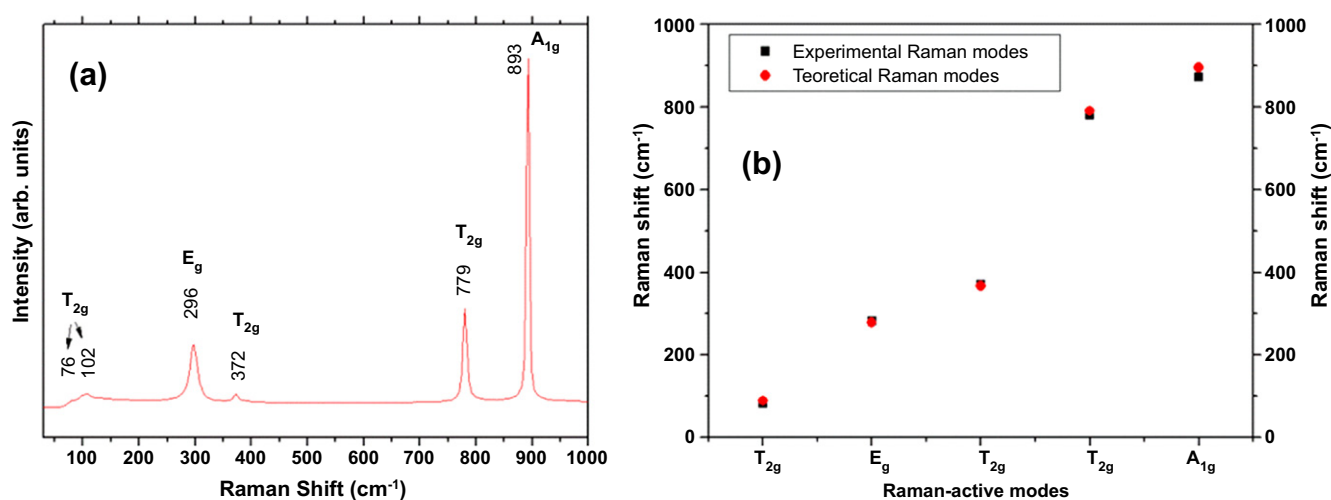 (a)
A1g
893
T2g
779
Eg
296
T2g
372
T2g
76
102
Intensity (arb. units)
100 200 300 400 500 600 700 800 900 1000
Raman Shift (cm-1)
(b)
Experimental Raman modes
Teoretical Raman modes
1000
800
600
400
200
0
Raman shift (cm-1)
1000
800
600
400
200
0
Raman shift (cm-1)
T2g Eg T2g T2g A1g
Raman-active modes